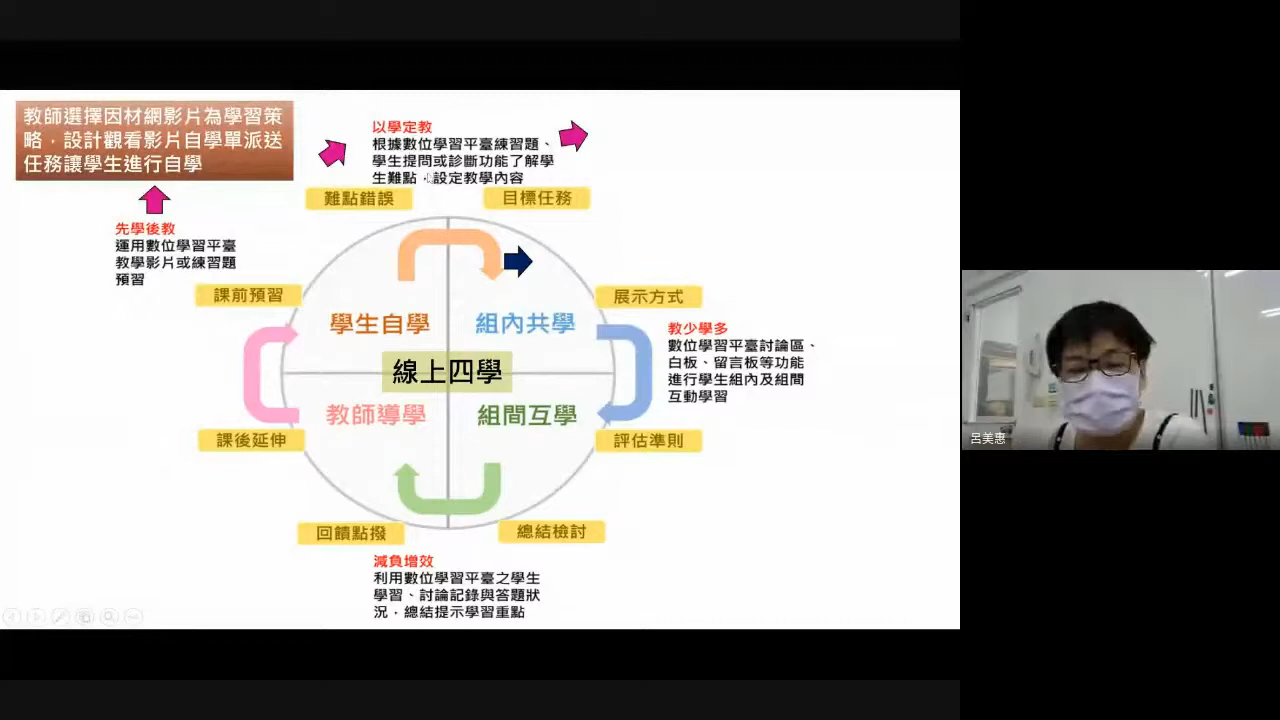 教師選擇因材網影片為學習策
略，設計觀看影片自學單派送
任務讓學生進行自學
以學定教
根據數位學習平臺練習題、
學生提問或診斷功能了解學
生難點，設定教學內容
難點錯誤
目標任務
先學後教
運用數位學習平臺
教學影片或練習題
預習
課前預習
展示方式
學生自學
組內共學
教少學多
數位學習平臺討論區、
白板、留言板等功能
進行學生組內及組間
互動學習
線上四學
教師導學
組間互學
課後延伸
評估準則
回饋點撥
總結檢討
減負增效
利用數位學習平臺之學生
學習、討論記錄與答題狀
況，總結提示學習重點
呂美惠